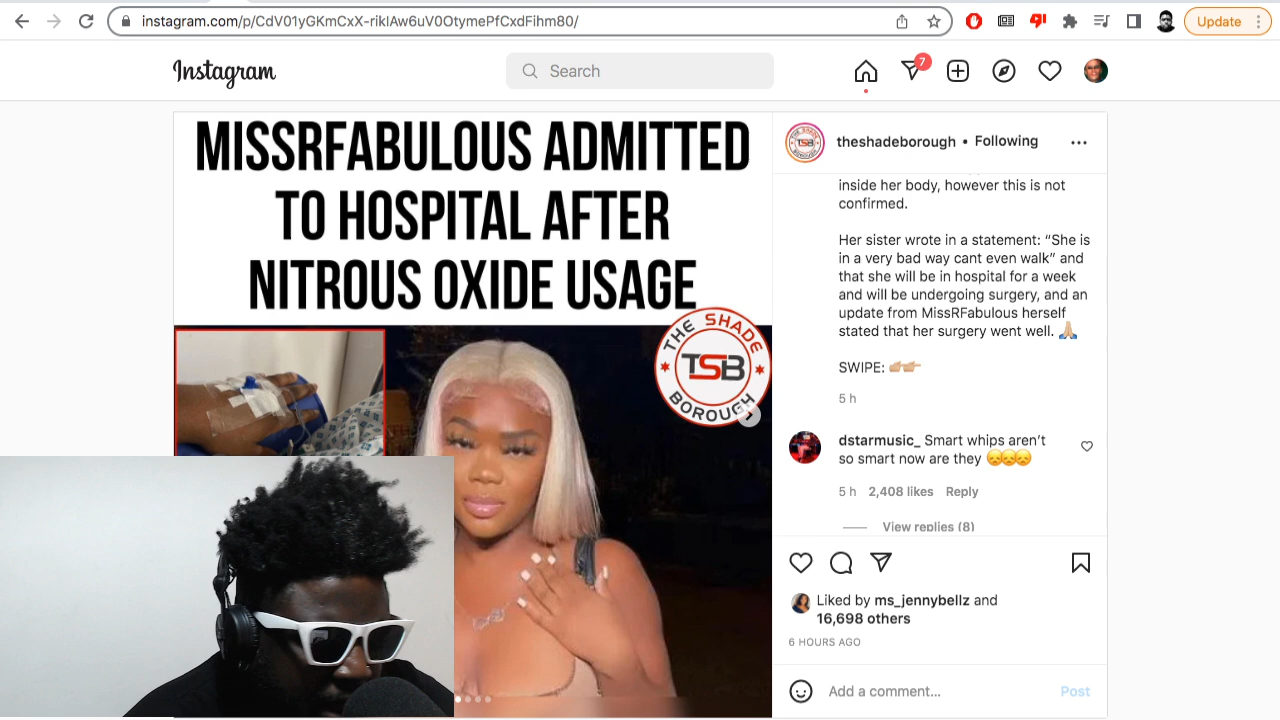 instagram.com/p/CdV01yGKmCxX-rikIAw6uV0OtymePfCxdFihm80/
Update
Instagram
Search
7
MISSRFABULOUS ADMITTED
TO HOSPITAL AFTER
NITROUS OXIDE USAGE
THE SHADE
TSB
BOROUGH
THE SHADE
TSB
BOROUGH
theshadeborough • Following
inside her body, however this is not
confirmed.
Her sister wrote in a statement: “She is
in a very bad way cant even walk” and
that she will be in hospital for a week
and will be undergoing surgery, and an
update from MissRFabulous herself
stated that her surgery went well. 🙏🏼
SWIPE: 👉🏼👉🏼
5 h
dstarmusic_ Smart whips aren’t
so smart now are they 😞😞😞
5 h 2,408 likes Reply
View replies (8)
Liked by ms_jennybellz and
16,698 others
6 HOURS AGO
Add a comment...
Post